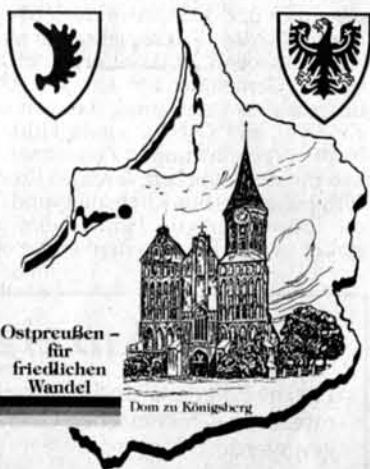 Ostpreußen –
für
friedlichen
Wandel
Dom zu Königsberg